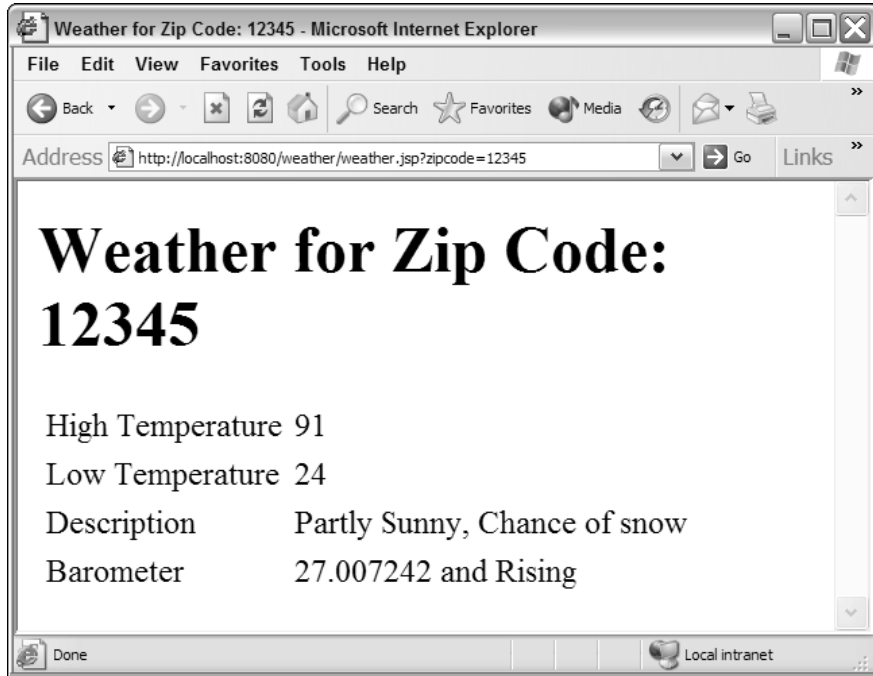 Weather for Zip Code: 12345 - Microsoft Internet Explorer
File Edit View Favorites Tools Help
Back Search Favorites Media »
Address http://localhost:8080/weather/weather.jsp?zipcode=12345 Go Links »
Weather for Zip Code:
12345
High Temperature 91
Low Temperature 24
Description Partly Sunny, Chance of snow
Barometer 27.007242 and Rising
Done Local intranet